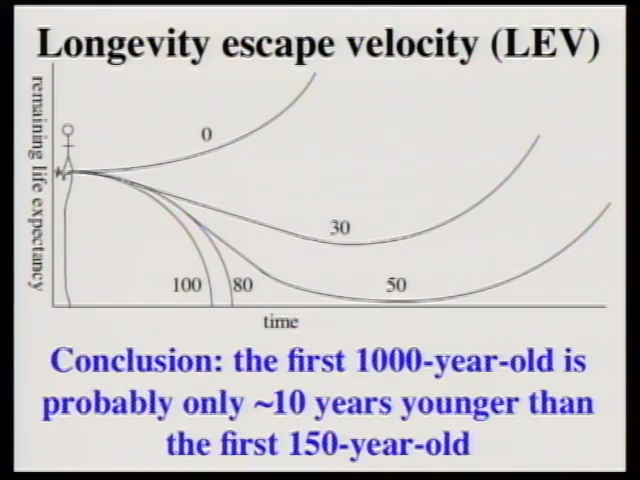 Longevity escape velocity (LEV)
remaining life expectancy
0
30
100
80
50
time
Conclusion: the first 1000-year-old is
probably only ~10 years younger than
the first 150-year-old